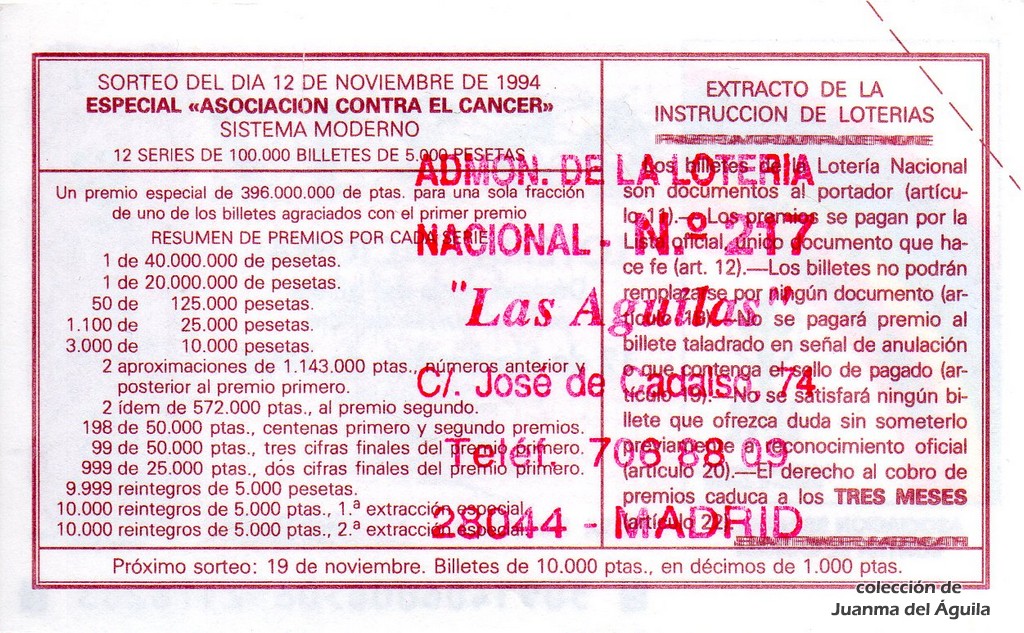 SORTEO DEL DIA 12 DE NOVIEMBRE DE 1994
ESPECIAL «ASOCIACION CONTRA EL CANCER»
SISTEMA MODERNO
12 SERIES DE 100.000 BILLETES DE 5.000 PESETAS
Un premio especial de 396.000.000 de ptas. para una sola fracción
de uno de los billetes agraciados con el primer premio
RESUMEN DE PREMIOS POR CADA SERIE
1 de 40.000.000 de pesetas.
1 de 20.000.000 de pesetas.
50 de 125.000 pesetas.
1.100 de 25.000 pesetas.
3.000 de 10.000 pesetas.
2 aproximaciones de 1.143.000 ptas., números anterior y
posterior al premio primero.
2 ídem de 572.000 ptas., al premio segundo.
198 de 50.000 ptas., centenas primero y segundo premios.
99 de 50.000 ptas., tres cifras finales del premio primero.
999 de 25.000 ptas., dós cifras finales del premio primero.
9.999 reintegros de 5.000 pesetas.
10.000 reintegros de 5.000 ptas., 1.ª extracción especial.
10.000 reintegros de 5.000 ptas., 2.ª extracción especial.
EXTRACTO DE LA
INSTRUCCION DE LOTERIAS
Los billetes de la Lotería Nacional
son documentos al portador (artícu-
lo 11).—Los premios se pagan por la
Lista oficial, único documento que ha-
ce fe (art. 12).—Los billetes no podrán
remplazarse por ningún documento (ar-
tículo 18).—No se pagará premio al
billete taladrado en señal de anulación
o que contenga el sello de pagado (ar-
tículo 19).—No se satisfará ningún bi-
llete que ofrezca duda sin someterlo
previamente a reconocimiento oficial
(artículo 20).—El derecho al cobro de
premios caduca a los TRES MESES
(artículo 22).
ADMON. DE LA LOTERIA
NACIONAL - N.º 217
"Las Aguilas"
C/. José de Cadalso, 74
Teléf. 706 88 09
28044 - MADRID
Próximo sorteo: 19 de noviembre. Billetes de 10.000 ptas., en décimos de 1.000 ptas.
colección de
Juanma del Águila